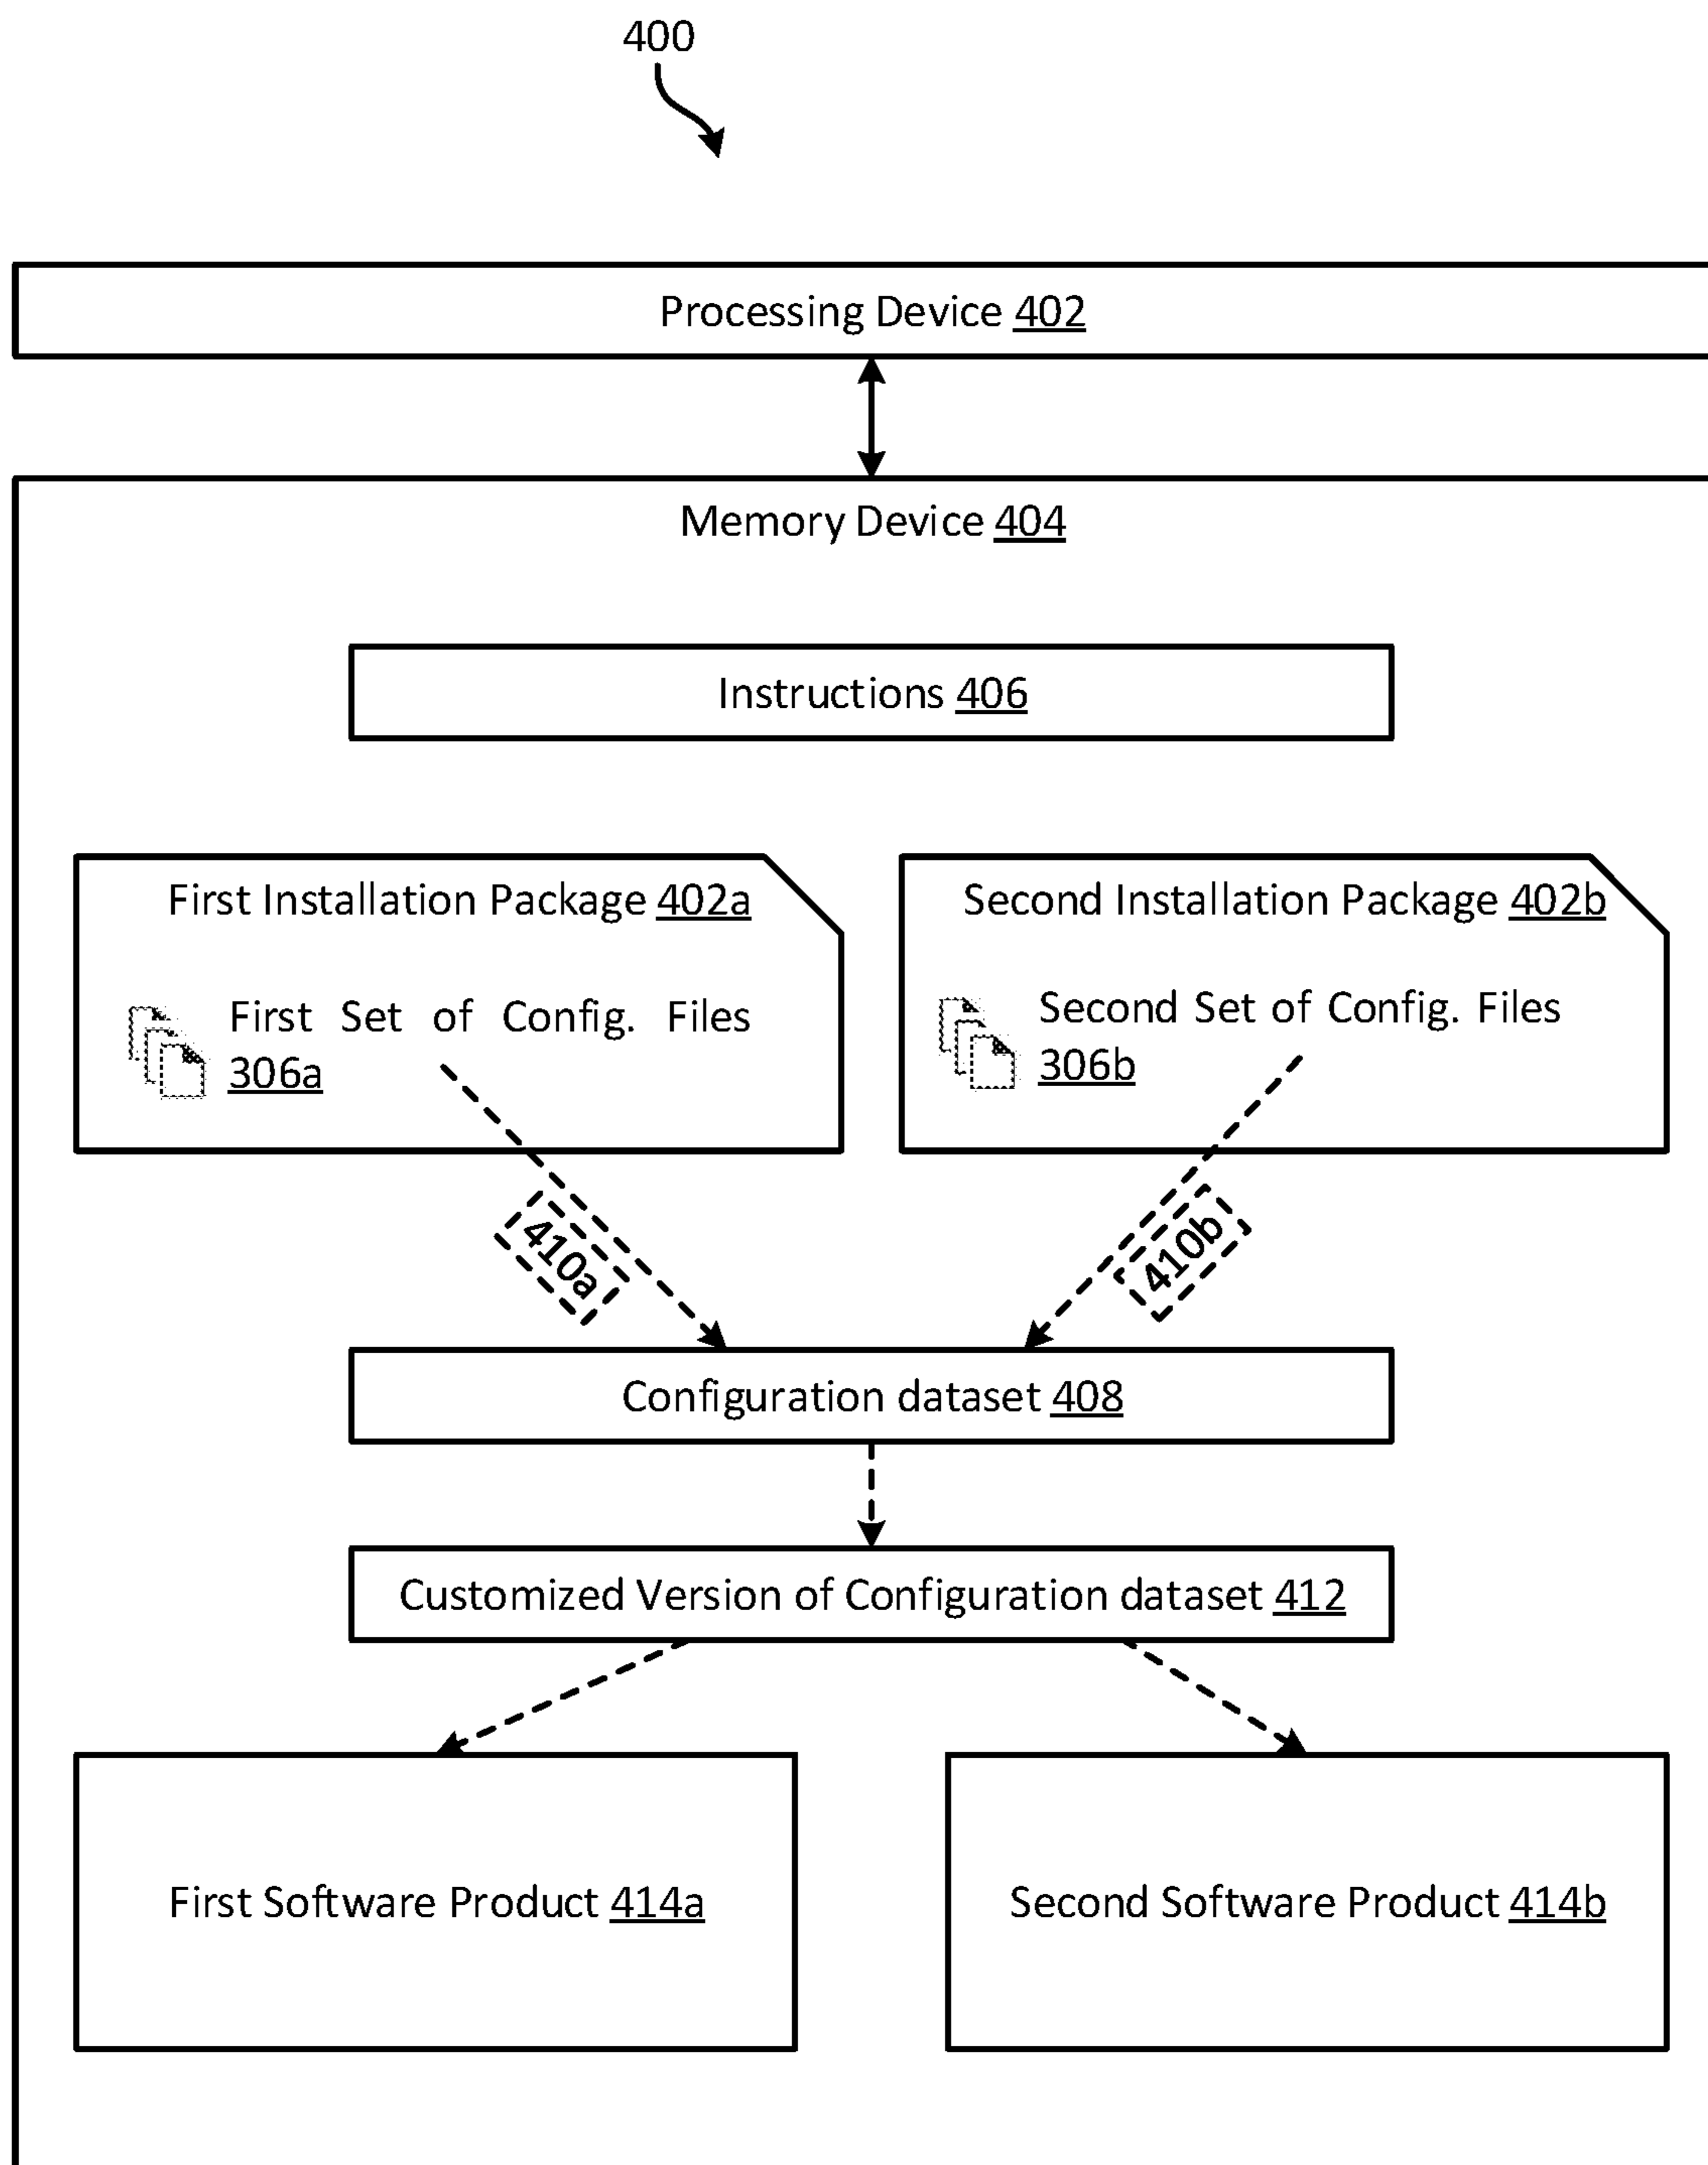 400
Processing Device 402
Memory Device 404
Instructions 406
First Installation Package 402a
First Set of Config. Files
306a
Second Installation Package 402b
Second Set of Config. Files
306b
410a
410b
Configuration dataset 408
Customized Version of Configuration dataset 412
First Software Product 414a
Second Software Product 414b